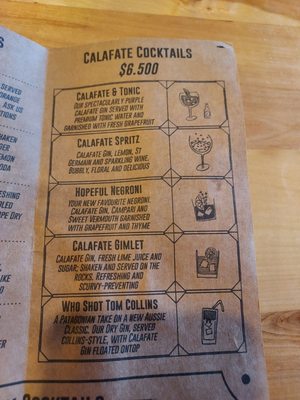 SERVED
ORANGE
ASK US
CALAFATE COCKTAILS
$6.500
CALAFATE & TONIC
OUR SPECTACULARLY PURPLE
CALAFATE GIN SERVED WITH
PREMIUM TONIC WATER AND
GARNISHED WITH FRESH GRAPEFRUIT
CALAFATE SPRITZ
CALAFATE GIN, LEMON, ST
GERMAIN AND SPARKLING WINE.
BUBBLY, FLORAL AND DELICIOUS
HOPEFUL NEGRONI
YOUR NEW FAVOURITE NEGRONI.
CALAFATE GIN, CAMPARI AND
SWEET VERMOUTH GARNISHED
WITH GRAPEFRUIT AND THYME
CALAFATE GIMLET
CALAFATE GIN, FRESH LIME JUICE AND
SUGAR; SHAKEN AND SERVED ON THE
ROCKS. REFRESHING AND
SCURVY-PREVENTING
WHO SHOT TOM COLLINS
A PATAGONIAN TAKE ON A NEW AUSSIE
CLASSIC. OUR DRY GIN, SERVED
COLLINS-STYLE, WITH CALAFATE
GIN FLOATED ONTOP